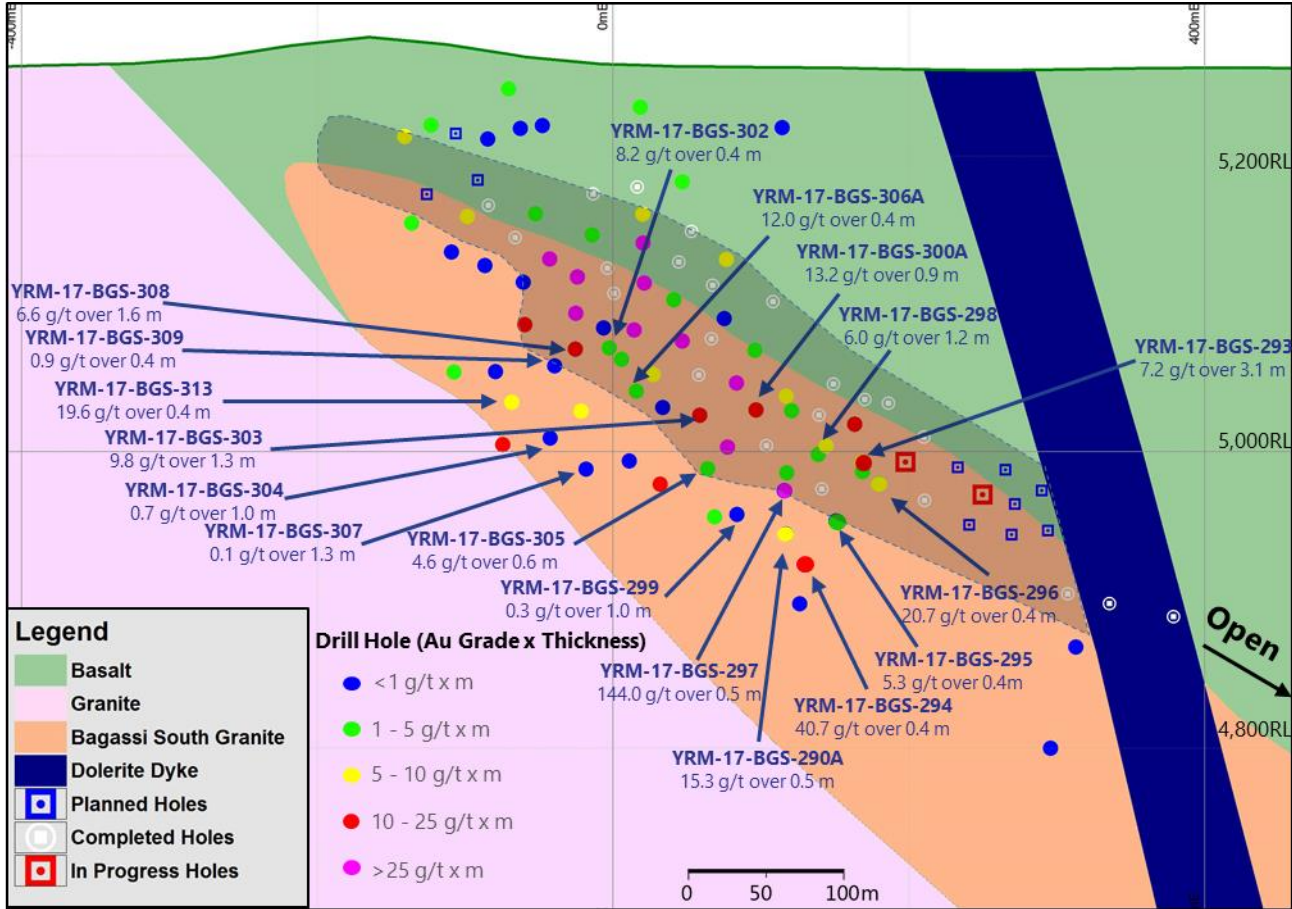 -400mE
0mE
400mE
YRM-17-BGS-302
8.2 g/t over 0.4 m
5,200RL
YRM-17-BGS-306A
12.0 g/t over 0.4 m
YRM-17-BGS-300A
13.2 g/t over 0.9 m
YRM-17-BGS-308
6.6 g/t over 1.6 m
YRM-17-BGS-298
6.0 g/t over 1.2 m
YRM-17-BGS-309
0.9 g/t over 0.4 m
YRM-17-BGS-293
7.2 g/t over 3.1 m
YRM-17-BGS-313
19.6 g/t over 0.4 m
YRM-17-BGS-303
9.8 g/t over 1.3 m
5,000RL
YRM-17-BGS-304
0.7 g/t over 1.0 m
YRM-17-BGS-307
0.1 g/t over 1.3 m
YRM-17-BGS-305
4.6 g/t over 0.6 m
YRM-17-BGS-299
0.3 g/t over 1.0 m
YRM-17-BGS-296
20.7 g/t over 0.4 m
YRM-17-BGS-297
144.0 g/t over 0.5 m
YRM-17-BGS-295
5.3 g/t over 0.4m
YRM-17-BGS-294
40.7 g/t over 0.4 m
YRM-17-BGS-290A
15.3 g/t over 0.5 m
Open
4,800RL
Legend
Basalt
Granite
Bagassi South Granite
Dolerite Dyke
Planned Holes
Completed Holes
In Progress Holes
Drill Hole (Au Grade x Thickness)
<1 g/t x m
1 - 5 g/t x m
5 - 10 g/t x m
10 - 25 g/t x m
>25 g/t x m
0 50 100m